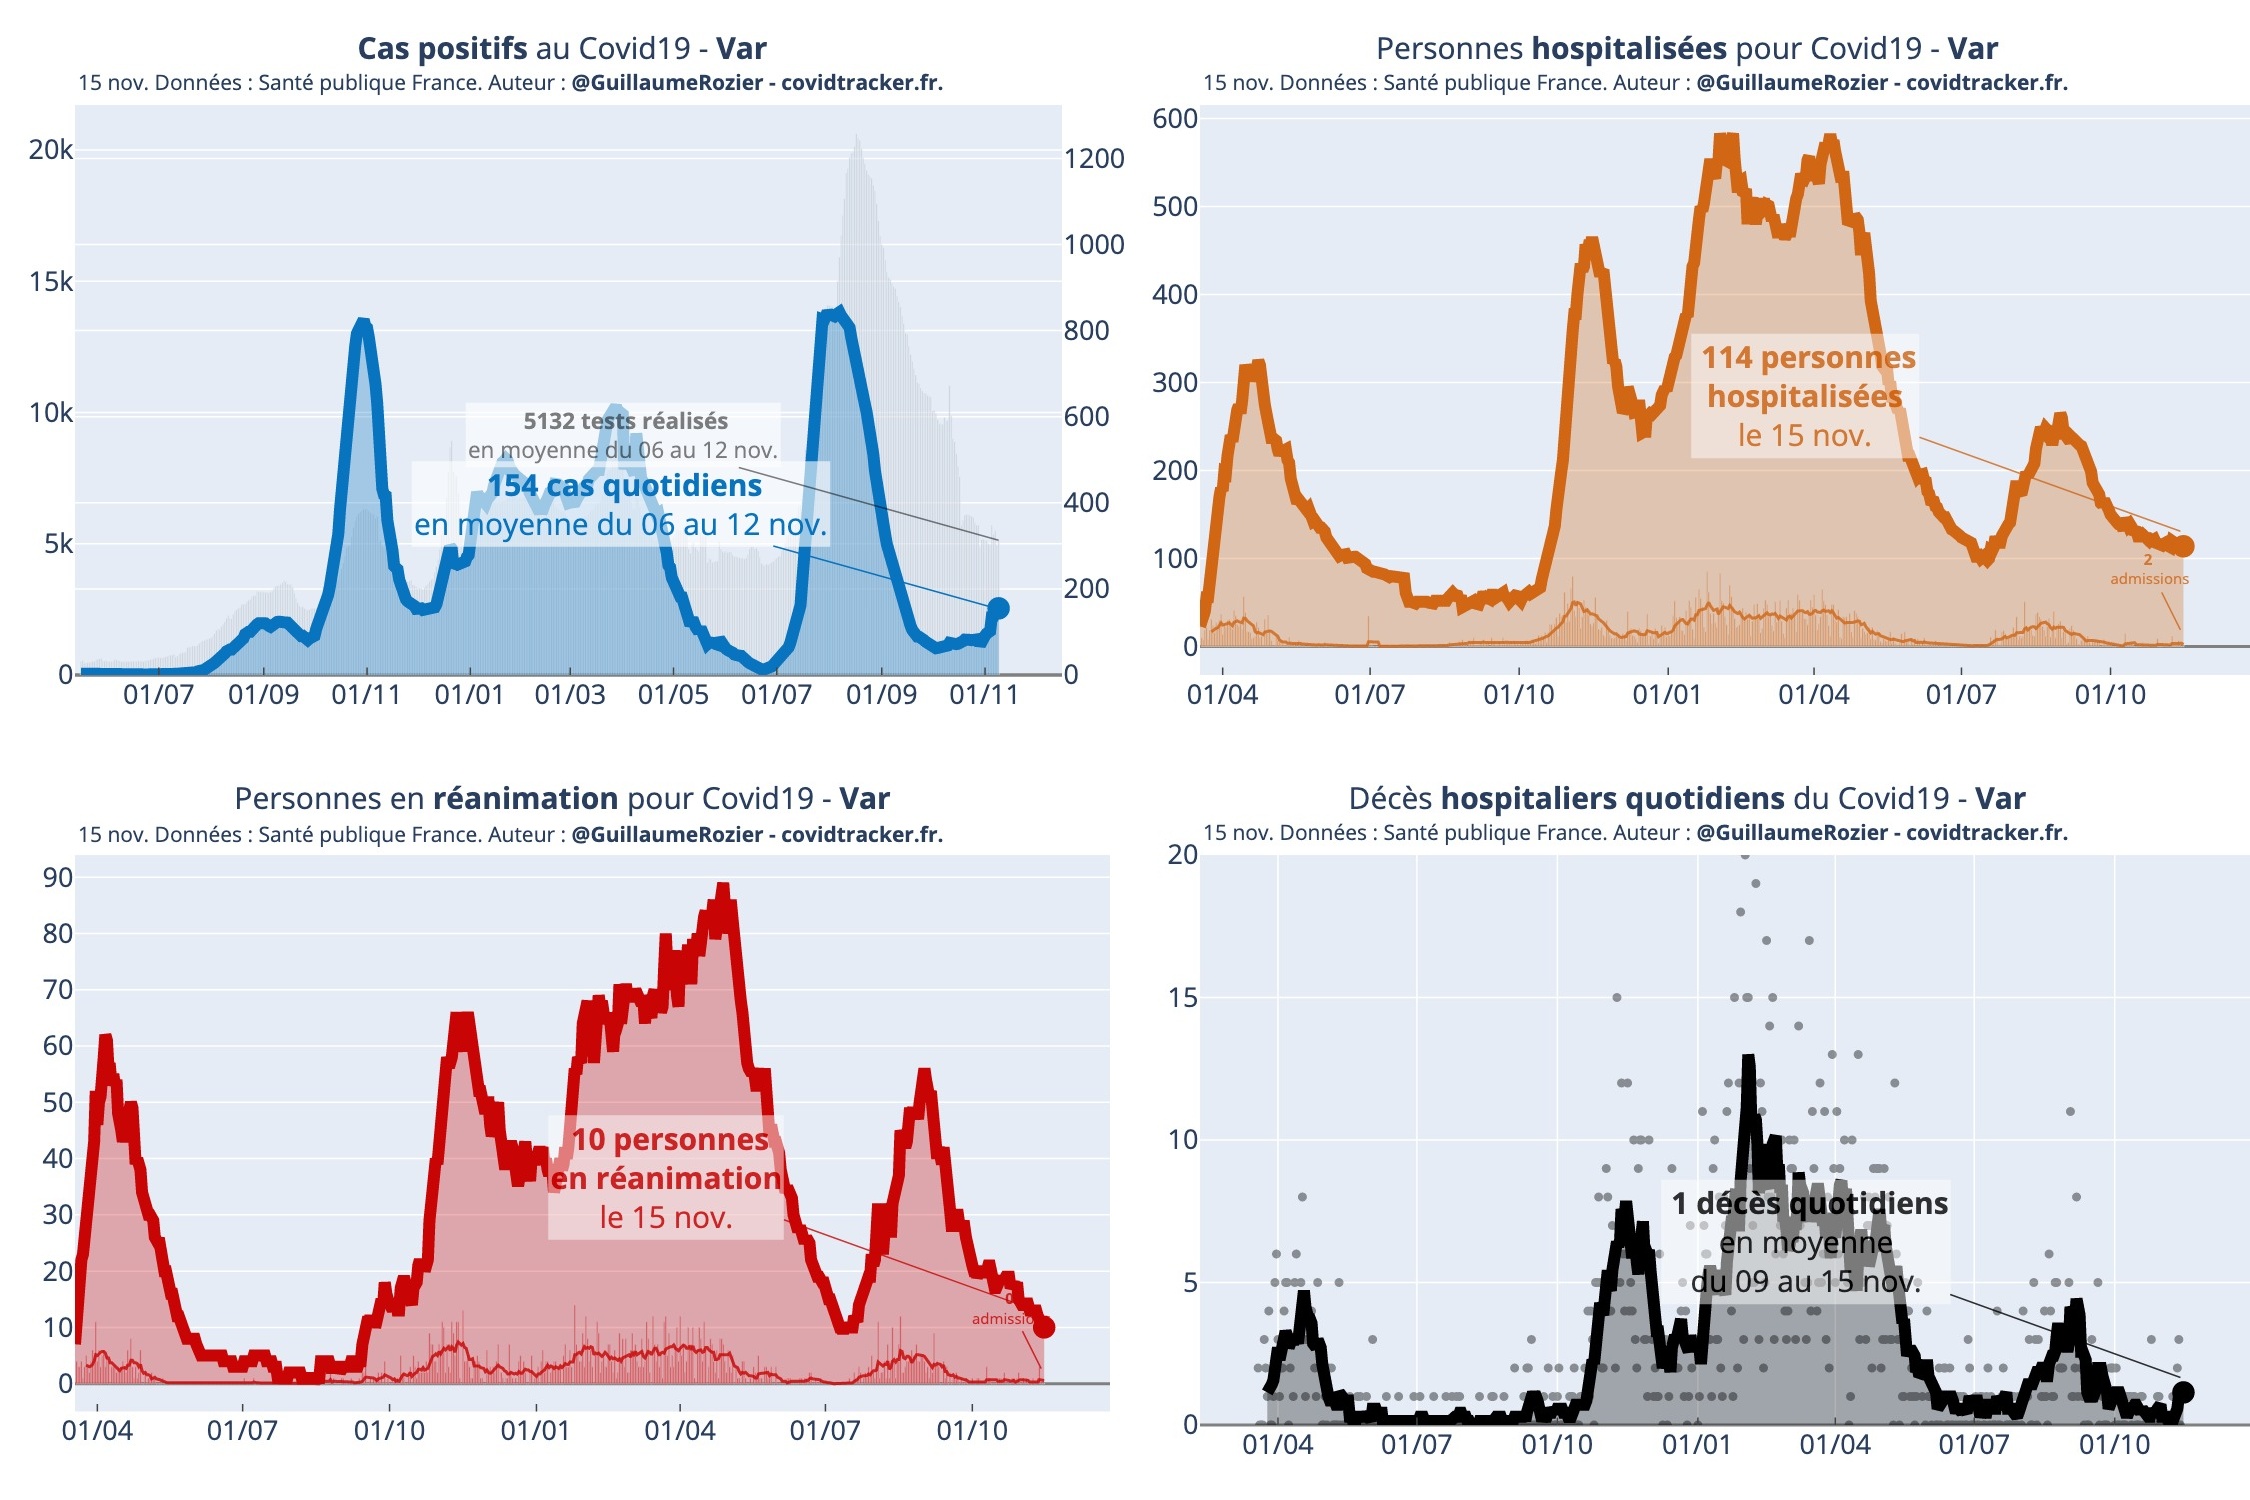 Cas positifs au Covid19 - Var
15 nov. Données : Santé publique France. Auteur : @GuillaumeRozier - covidtracker.fr.
20k
15k
10k
5k
0
1200
1000
800
600
400
200
0
5132 tests réalisés
en moyenne du 06 au 12 nov.
154 cas quotidiens
en moyenne du 06 au 12 nov.
01/07 01/09 01/11 01/01 01/03 01/05 01/07 01/09 01/11
Personnes hospitalisées pour Covid19 - Var
15 nov. Données : Santé publique France. Auteur : @GuillaumeRozier - covidtracker.fr.
600
500
400
300
200
100
0
114 personnes
hospitalisées
le 15 nov.
2
admissions
01/04 01/07 01/10 01/01 01/04 01/07 01/10
Personnes en réanimation pour Covid19 - Var
15 nov. Données : Santé publique France. Auteur : @GuillaumeRozier - covidtracker.fr.
90
80
70
60
50
40
30
20
10
0
10 personnes
en réanimation
le 15 nov.
0
01/04 01/07 01/10 01/01 01/04 01/07 01/10
Décès hospitaliers quotidiens du Covid19 - Var
15 nov. Données : Santé publique France. Auteur : @GuillaumeRozier - covidtracker.fr.
20
15
10
5
0
1 décès quotidiens
en moyenne
du 09 au 15 nov.
01/04 01/07 01/10 01/01 01/04 01/07 01/10